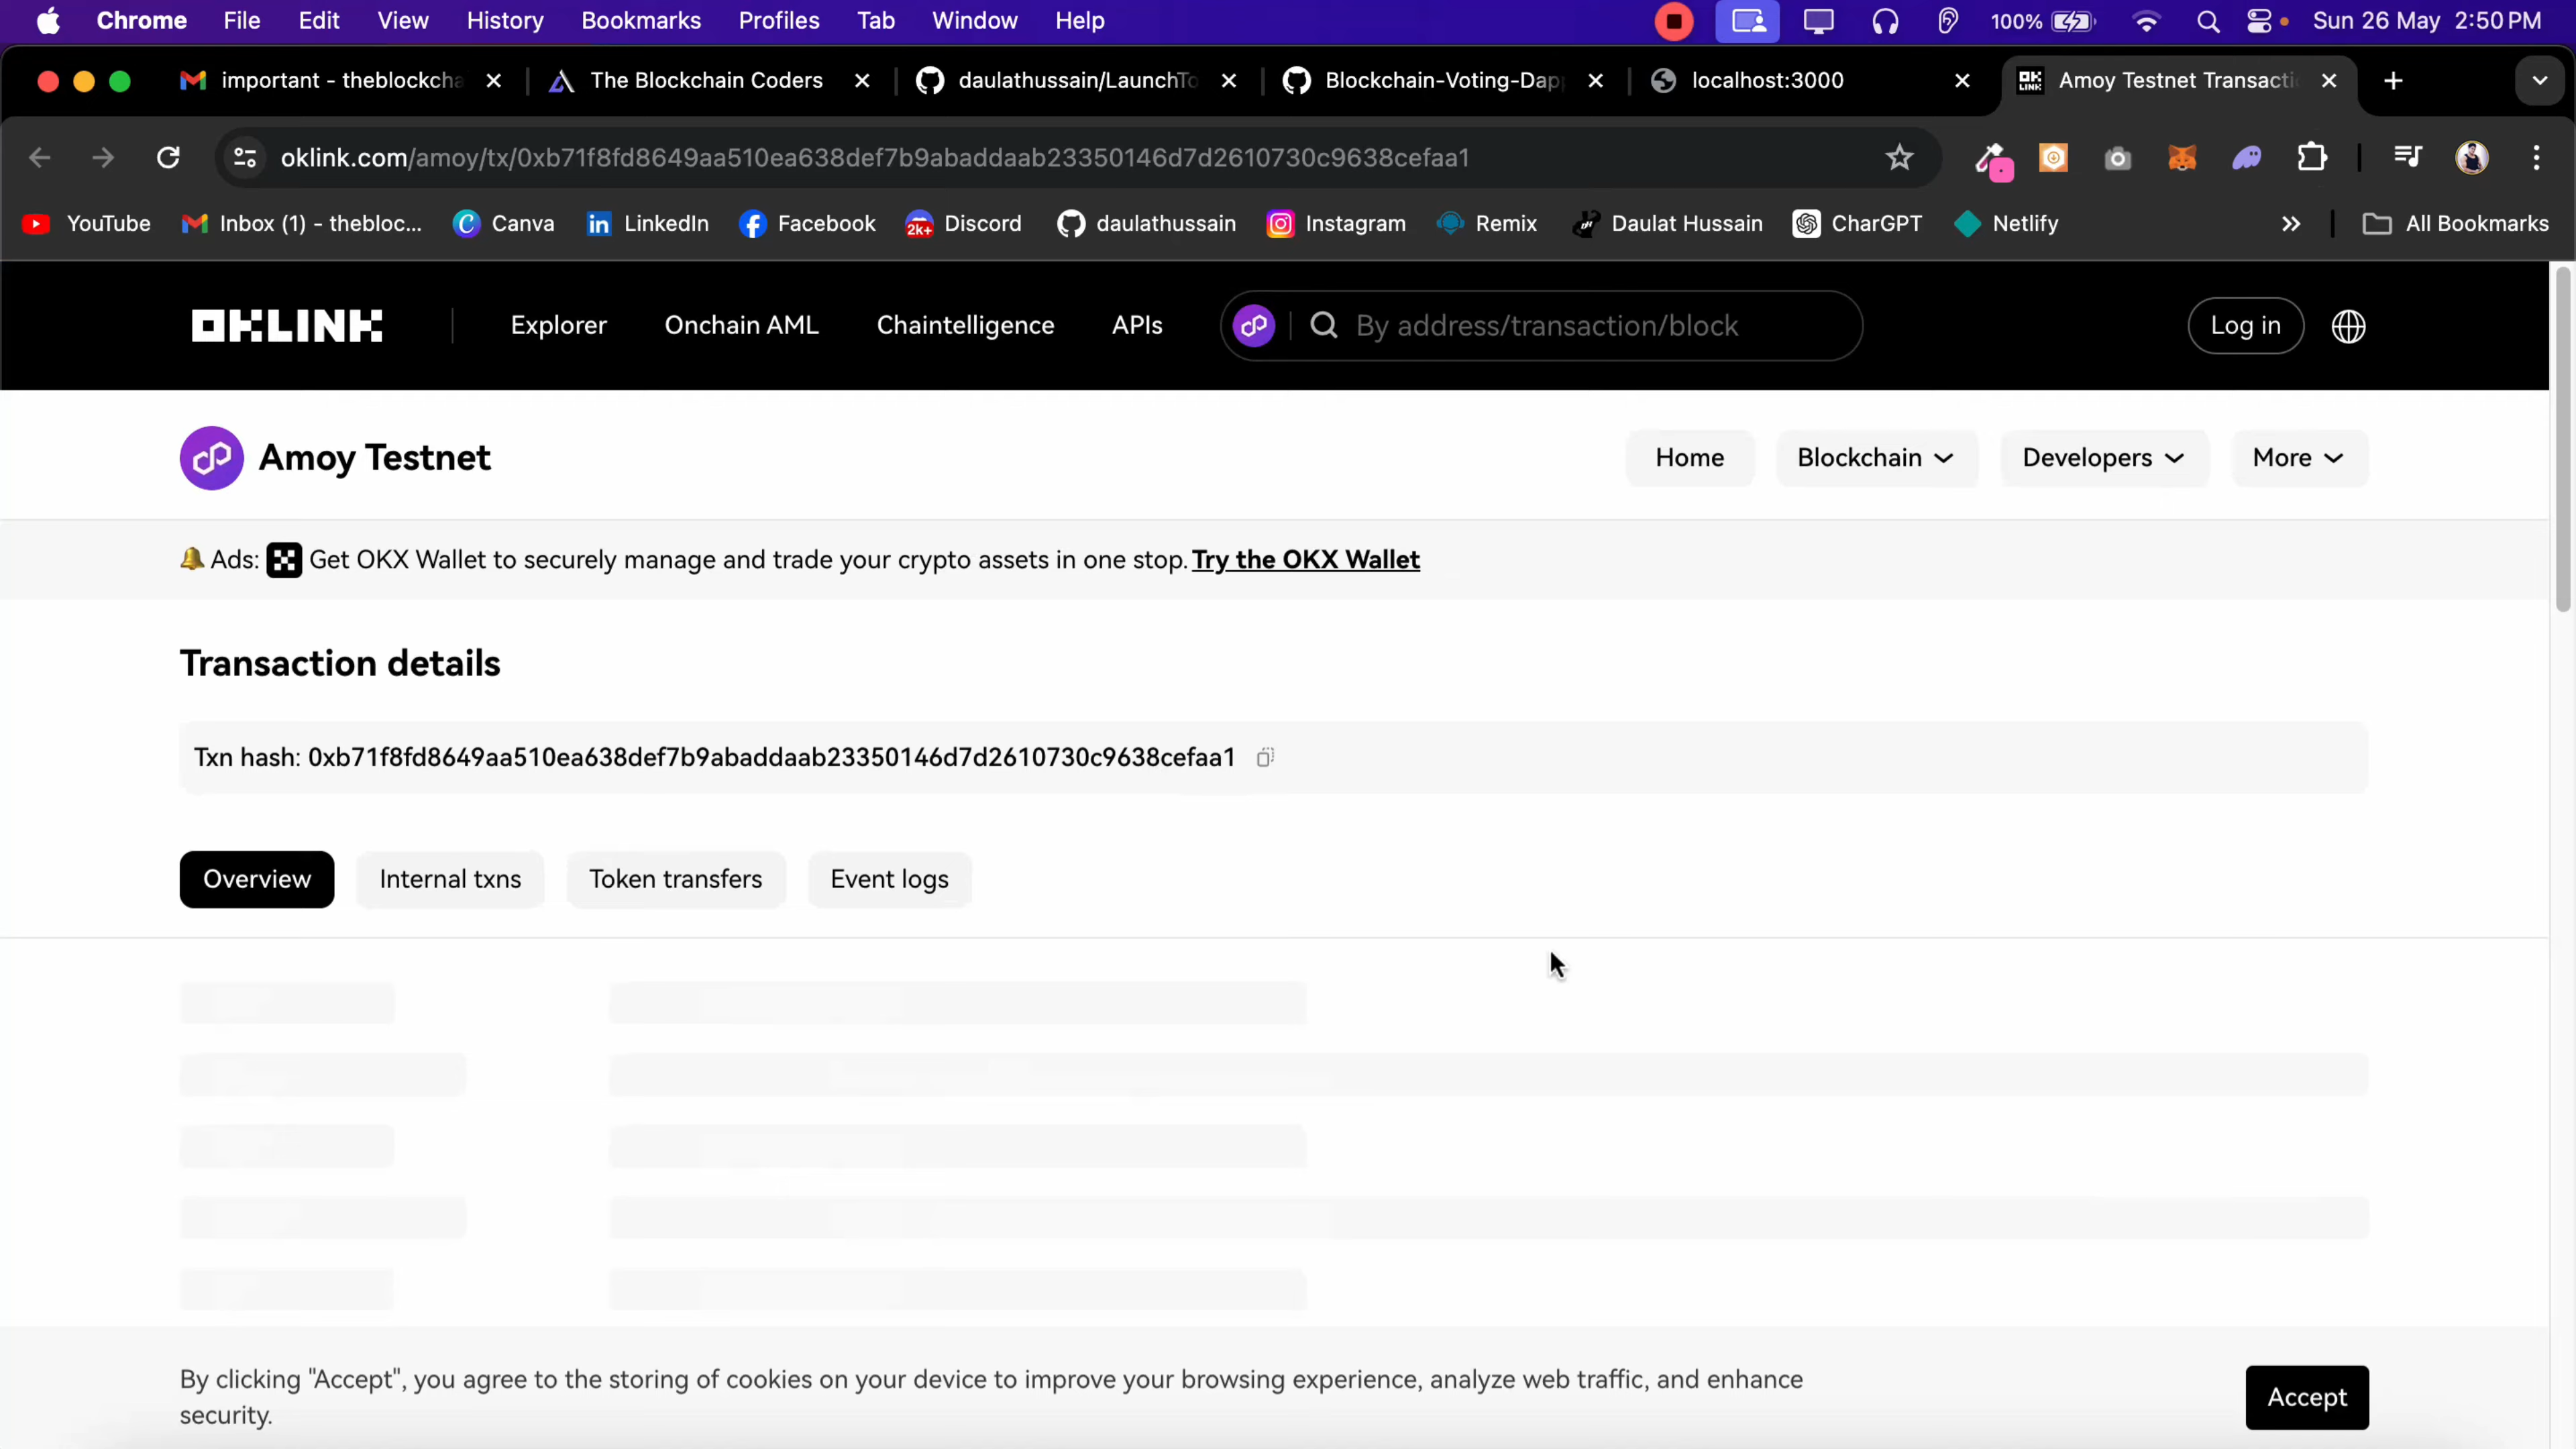 Chrome File Edit View History Bookmarks Profiles Tab Window Help 100% Sun 26 May 2:50 PM
important - theblockcha The Blockchain Coders daulathussain/LaunchTo Blockchain-Voting-Dap localhost:3000 Amoy Testnet Transacti
oklink.com/amoy/tx/0xb71f8fd8649aa510ea638def7b9abaddaab23350146d7d2610730c9638cefaa1
YouTube Inbox (1) - thebloc... Canva LinkedIn Facebook 2k+ Discord daulathussain Instagram Remix Daulat Hussain CharGPT Netlify All Bookmarks
OKLINK Explorer Onchain AML Chaintelligence APIs By address/transaction/block Log in
Amoy Testnet Home Blockchain Developers More
Ads: Get OKX Wallet to securely manage and trade your crypto assets in one stop. Try the OKX Wallet
Transaction details
Txn hash: 0xb71f8fd8649aa510ea638def7b9abaddaab23350146d7d2610730c9638cefaa1
Overview Internal txns Token transfers Event logs
By clicking "Accept", you agree to the storing of cookies on your device to improve your browsing experience, analyze web traffic, and enhance
security.
Accept